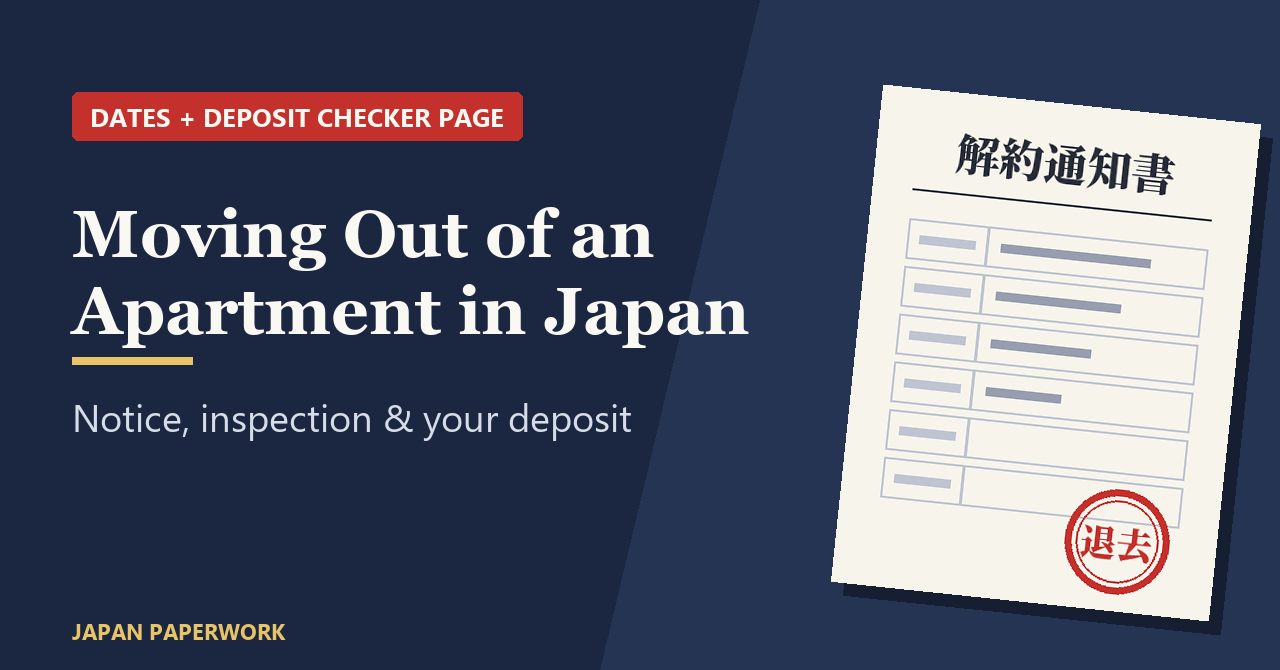 DATES + DEPOSIT CHECKER PAGE
Moving Out of an
Apartment in Japan
Notice, inspection & your deposit
JAPAN PAPERWORK
解約通知書
退去